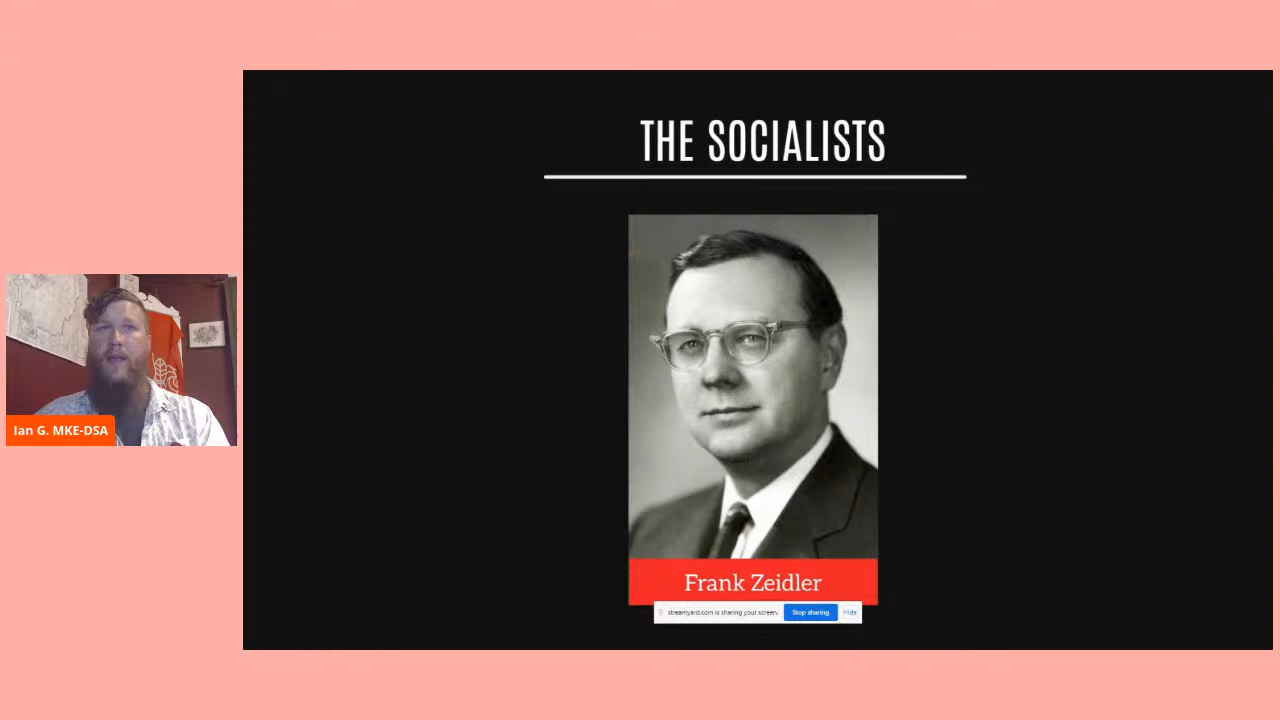 THE SOCIALISTS
Ian G. MKE-DSA
Frank Zeidler
streamyard.com is sharing your screen. Stop sharing Hide